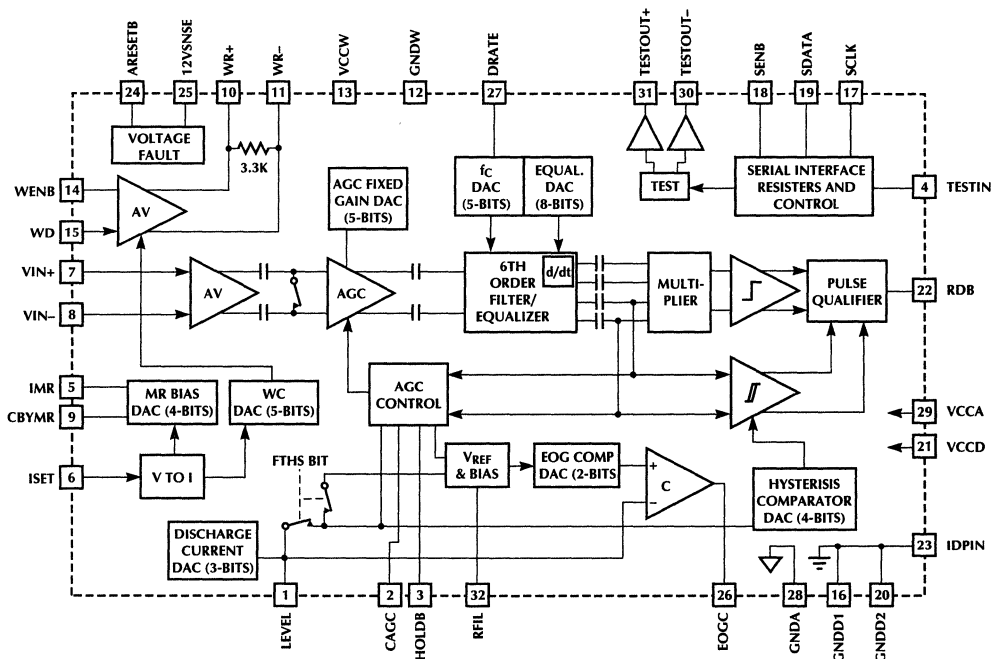 ARESETB
12VSNSE
WR+
WR–
VCCW
GNDW
DRATE
TESTOUT+
TESTOUT–
SENB
SDATA
SCLK
24
25
10
11
13
12
27
31
30
18
19
17
VOLTAGE
FAULT
3.3K
AGC FIXED
GAIN DAC
(5-BITS)
fC
DAC
(5-BITS)
EQUAL.
DAC
(8-BITS)
TEST
SERIAL INTERFACE
RESISTERS AND
CONTROL
4
TESTIN
WENB
14
WD
15
AV
VIN+
7
VIN–
8
AV
AGC
6TH
ORDER
FILTER/
EQUALIZER
d/dt
MULTI-
PLIER
PULSE
QUALIFIER
22
RDB
IMR
5
CBYMR
9
MR BIAS
DAC (4-BITS)
WC
DAC (5-BITS)
AGC
CONTROL
29
VCCA
21
VCCD
ISET
6
V TO I
FTHS BIT
VREF
& BIAS
EOG COMP
DAC (2-BITS)
+
–
C
HYSTERISIS
COMPARATOR
DAC (4-BITS)
DISCHARGE
CURRENT
DAC (3-BITS)
23
IDPIN
1
2
3
32
26
28
16
20
LEVEL
CAGC
HOLDB
RFIL
EOGC
GNDA
GNDD1
GNDD2